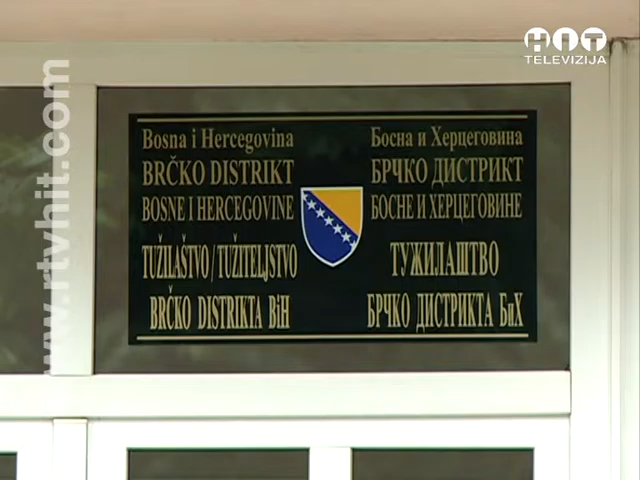 HIT
TELEVIZIJA
www.rtvhit.com
Bosna i Hercegovina
BRČKO DISTRIKT
BOSNE I HERCEGOVINE
TUŽILAŠTVO / TUŽITELJSTVO
BRČKO DISTRIKTA BiH
Босна и Херцеговина
БРЧКО ДИСТРИКТ
БОСНЕ И ХЕРЦЕГОВИНЕ
ТУЖИЛАШТВО
БРЧКО ДИСТРИКТА БиХ